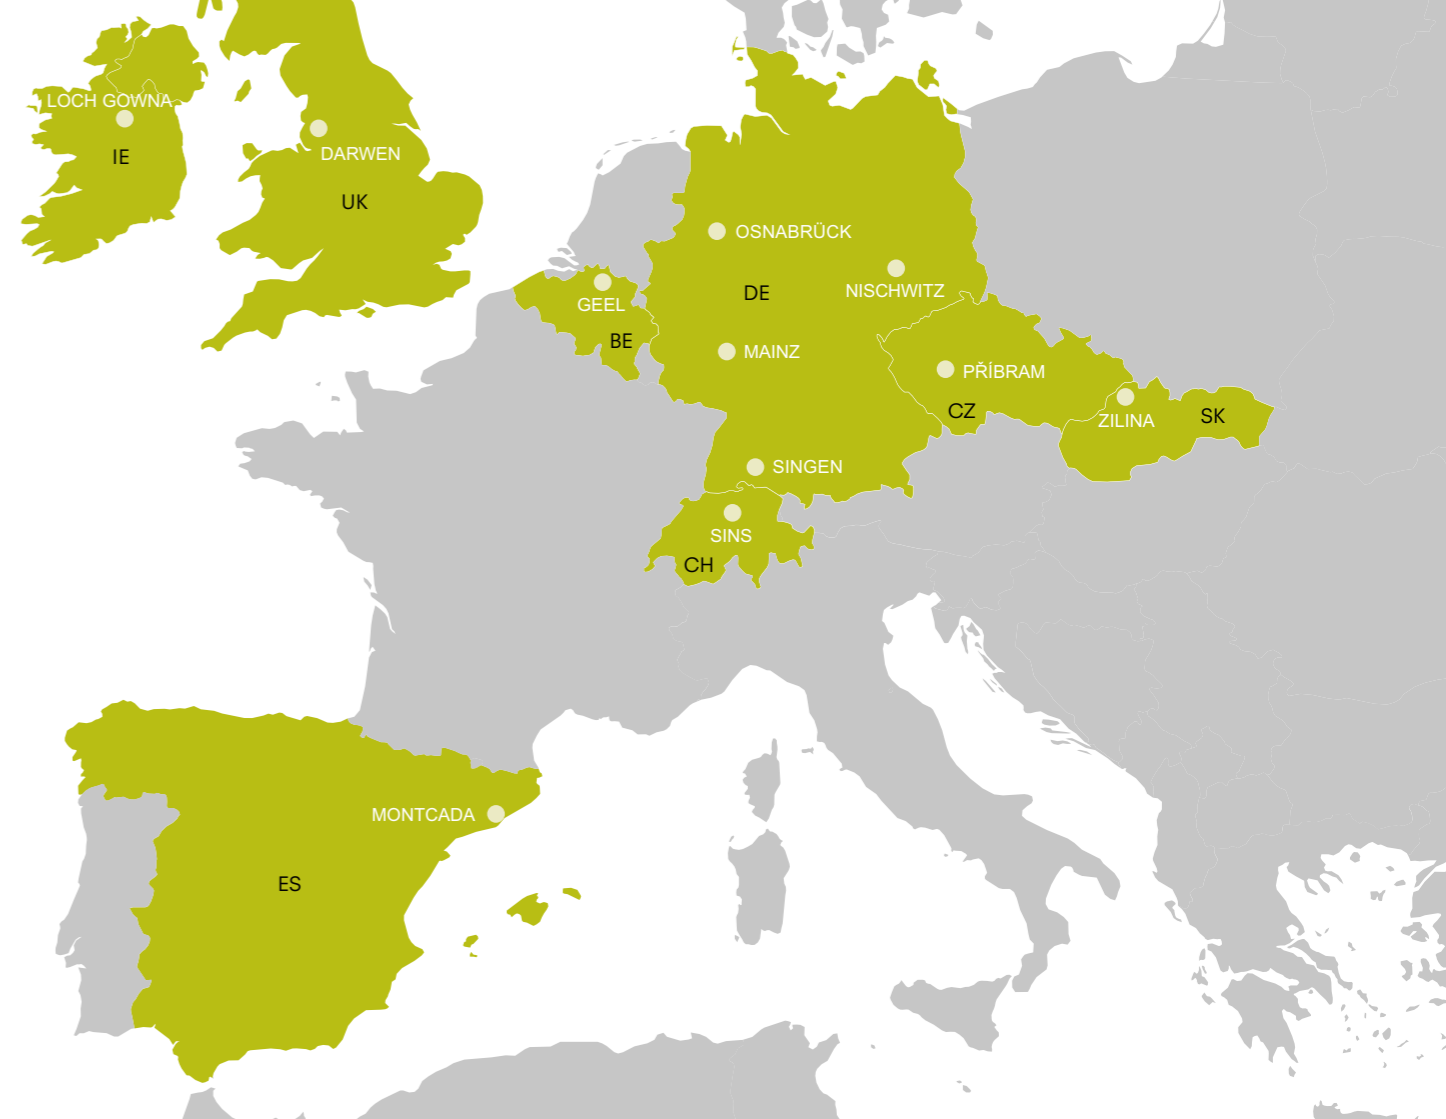 LOCH GOWNA
IE
DARWEN
UK
OSNABRÜCK
NISCHWITZ
GEEL
DE
BE
MAINZ
PŘÍBRAM
CZ
ZILINA
SK
SINGEN
SINS
CH
MONTCADA
ES